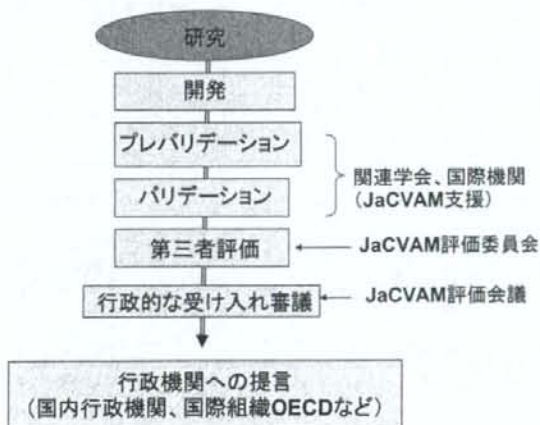 研究
開発
プレバリデーション
バリデーション
関連学会、国際機関
(JaCVAM支援)
第三者評価
JaCVAM評価委員会
行政的な受け入れ審議
JaCVAM評価会議
行政機関への提言
(国内行政機関、国際組織OECDなど)